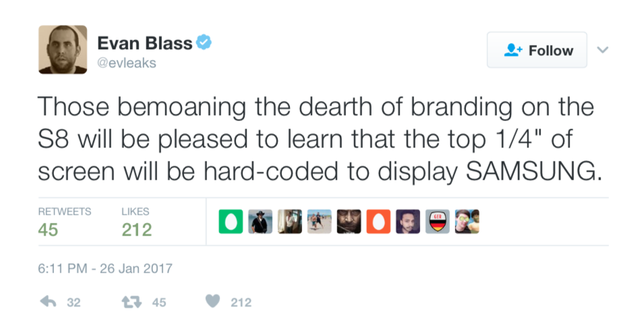 Evan Blass
@evleaks
Follow
Those bemoaning the dearth of branding on the
S8 will be pleased to learn that the top 1/4" of
screen will be hard-coded to display SAMSUNG.
RETWEETS LIKES
45 212
6:11 PM - 26 Jan 2017
32 45 212